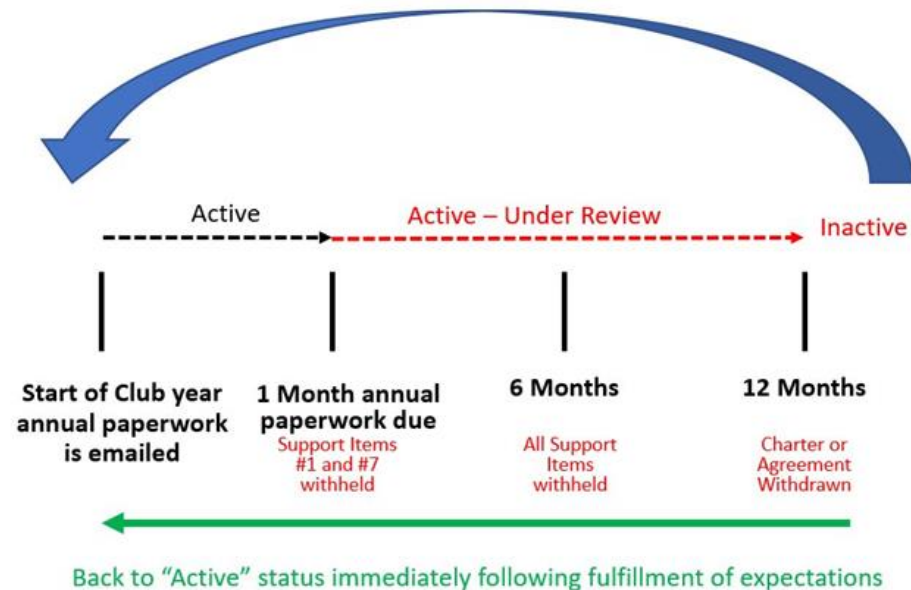 Active
Active – Under Review
Inactive
Start of Club year
annual paperwork
is emailed
1 Month annual
paperwork due
Support Items
#1 and #7
withheld
6 Months
All Support
Items
withheld
12 Months
Charter or
Agreement
Withdrawn
Back to “Active” status immediately following fulfillment of expectations